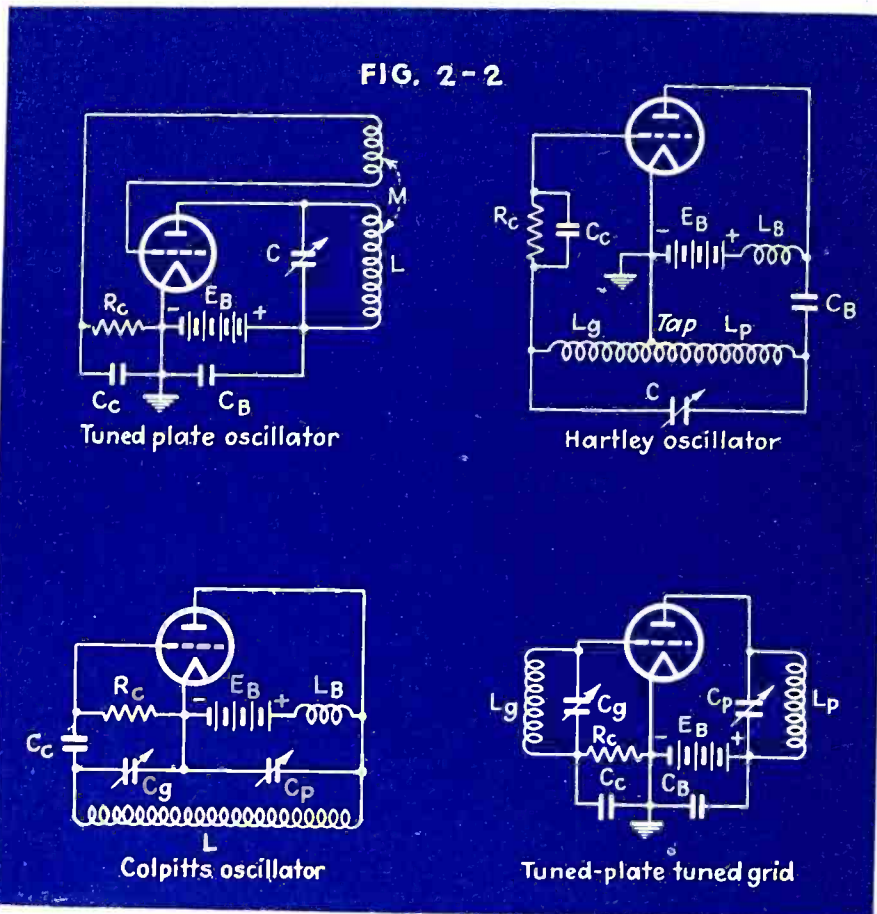 FIG. 2-2
M
C
L
Rc
- EB +
Cc
CB
Tuned plate oscillator
Rc
Cc
- EB + LB
CB
Lg Tap Lp
C
Hartley oscillator
Rc
- EB + LB
Cc
Cg
Cp
L
Colpitts oscillator
Lg
Cg
Cp
Lp
Rc
- EB +
Cc
CB
Tuned-plate tuned grid